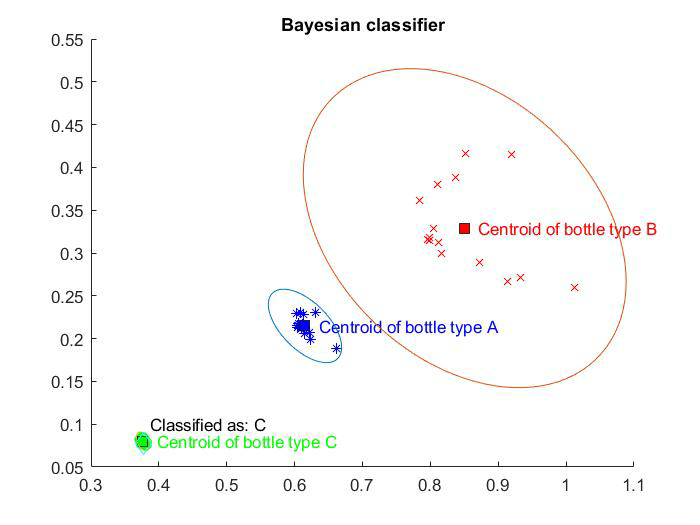 Bayesian classifier
0.55
0.5
0.45
0.4
0.35
0.3
0.25
0.2
0.15
0.1
0.05
Centroid of bottle type B
Centroid of bottle type A
Classified as: C
Centroid of bottle type C
0.3 0.4 0.5 0.6 0.7 0.8 0.9 1 1.1